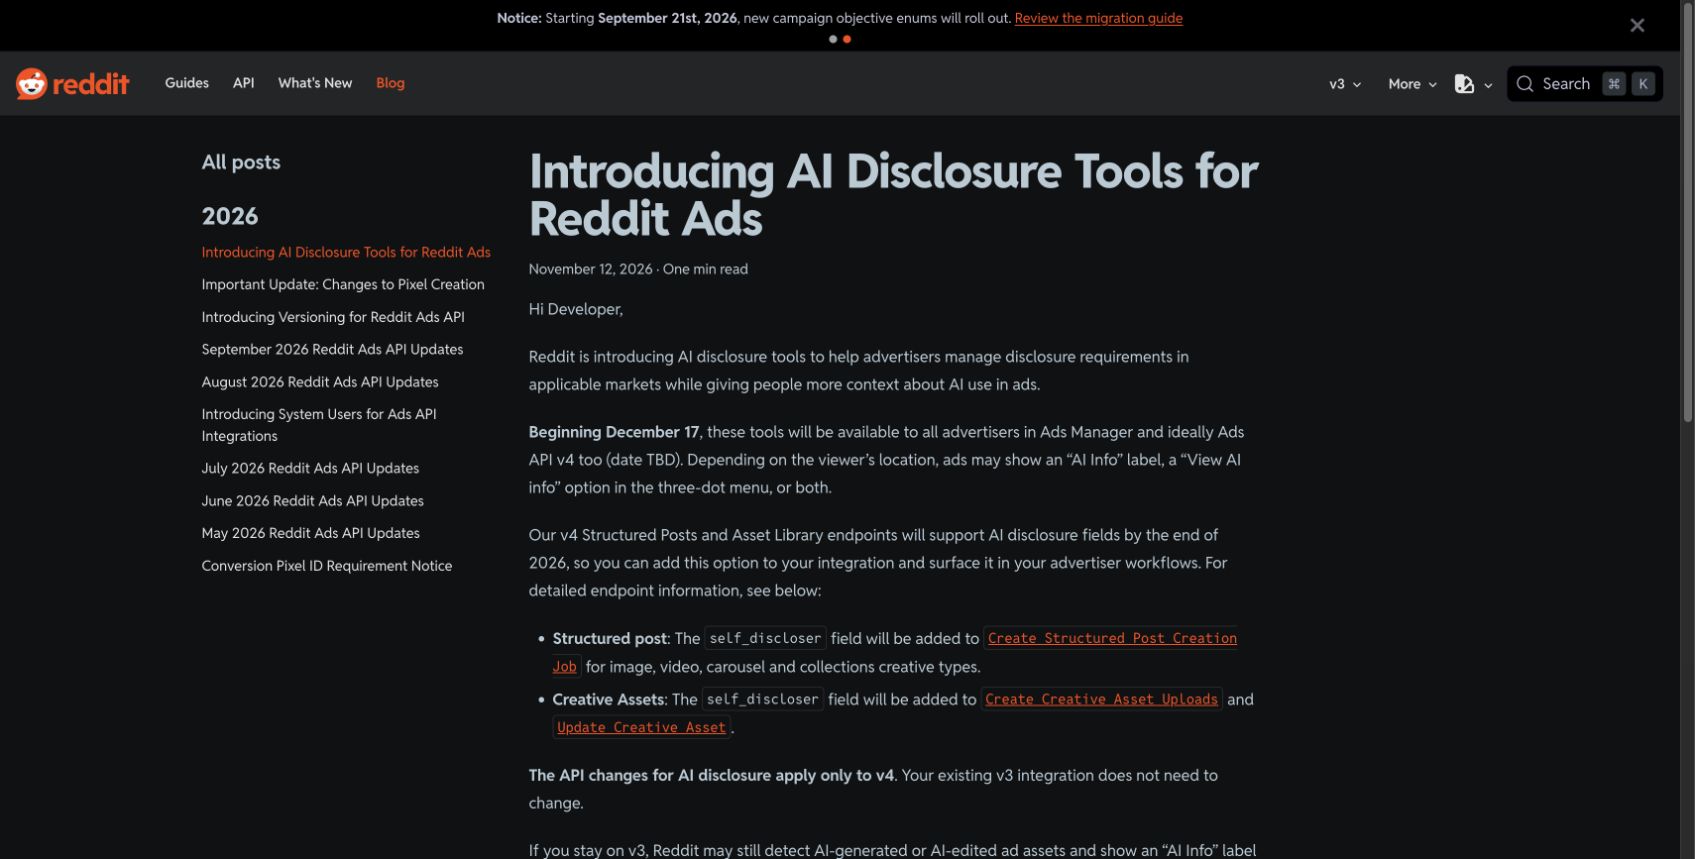 Notice: Starting September 21st, 2026, new campaign objective enums will roll out. Review the migration guide
reddit
Guides
API
What's New
Blog
v3
More
Search
⌘
K
All posts
2026
Introducing AI Disclosure Tools for Reddit Ads
Important Update: Changes to Pixel Creation
Introducing Versioning for Reddit Ads API
September 2026 Reddit Ads API Updates
August 2026 Reddit Ads API Updates
Introducing System Users for Ads API
Integrations
July 2026 Reddit Ads API Updates
June 2026 Reddit Ads API Updates
May 2026 Reddit Ads API Updates
Conversion Pixel ID Requirement Notice
Introducing AI Disclosure Tools for
Reddit Ads
November 12, 2026 · One min read
Hi Developer,
Reddit is introducing AI disclosure tools to help advertisers manage disclosure requirements in
applicable markets while giving people more context about AI use in ads.
Beginning December 17, these tools will be available to all advertisers in Ads Manager and ideally Ads
API v4 too (date TBD). Depending on the viewer’s location, ads may show an “AI Info” label, a “View AI
info” option in the three-dot menu, or both.
Our v4 Structured Posts and Asset Library endpoints will support AI disclosure fields by the end of
2026, so you can add this option to your integration and surface it in your advertiser workflows. For
detailed endpoint information, see below:
• Structured post: The self_discloser field will be added to Create Structured Post Creation
Job for image, video, carousel and collections creative types.
• Creative Assets: The self_discloser field will be added to Create Creative Asset Uploads and
Update Creative Asset.
The API changes for AI disclosure apply only to v4. Your existing v3 integration does not need to
change.
If you stay on v3, Reddit may still detect AI-generated or AI-edited ad assets and show an “AI Info” label